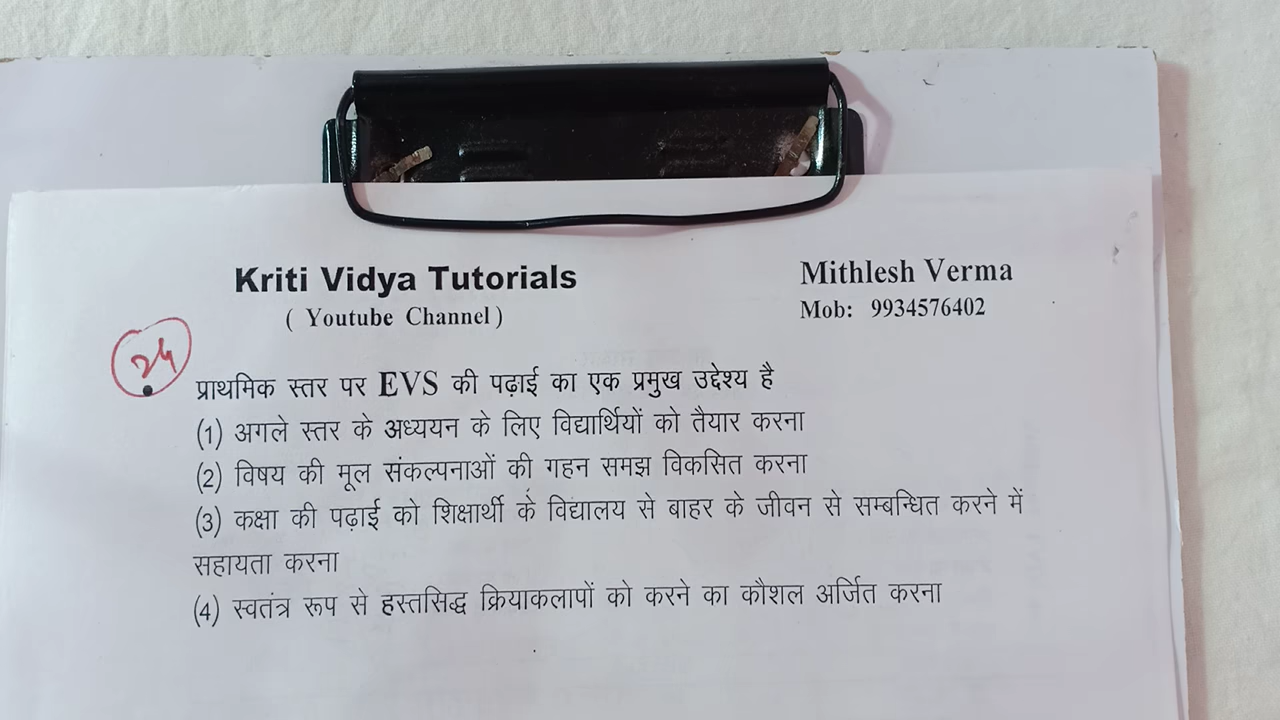 Kriti Vidya Tutorials
( Youtube Channel )
Mithlesh Verma
Mob: 9934576402
24
प्राथमिक स्तर पर EVS की पढ़ाई का एक प्रमुख उद्देश्य है
(1) अगले स्तर के अध्ययन के लिए विद्यार्थियों को तैयार करना
(2) विषय की मूल संकल्पनाओं की गहन समझ विकसित करना
(3) कक्षा की पढ़ाई को शिक्षार्थी के विद्यालय से बाहर के जीवन से सम्बन्धित करने में
सहायता करना
(4) स्वतंत्र रूप से हस्तसिद्ध क्रियाकलापों को करने का कौशल अर्जित करना